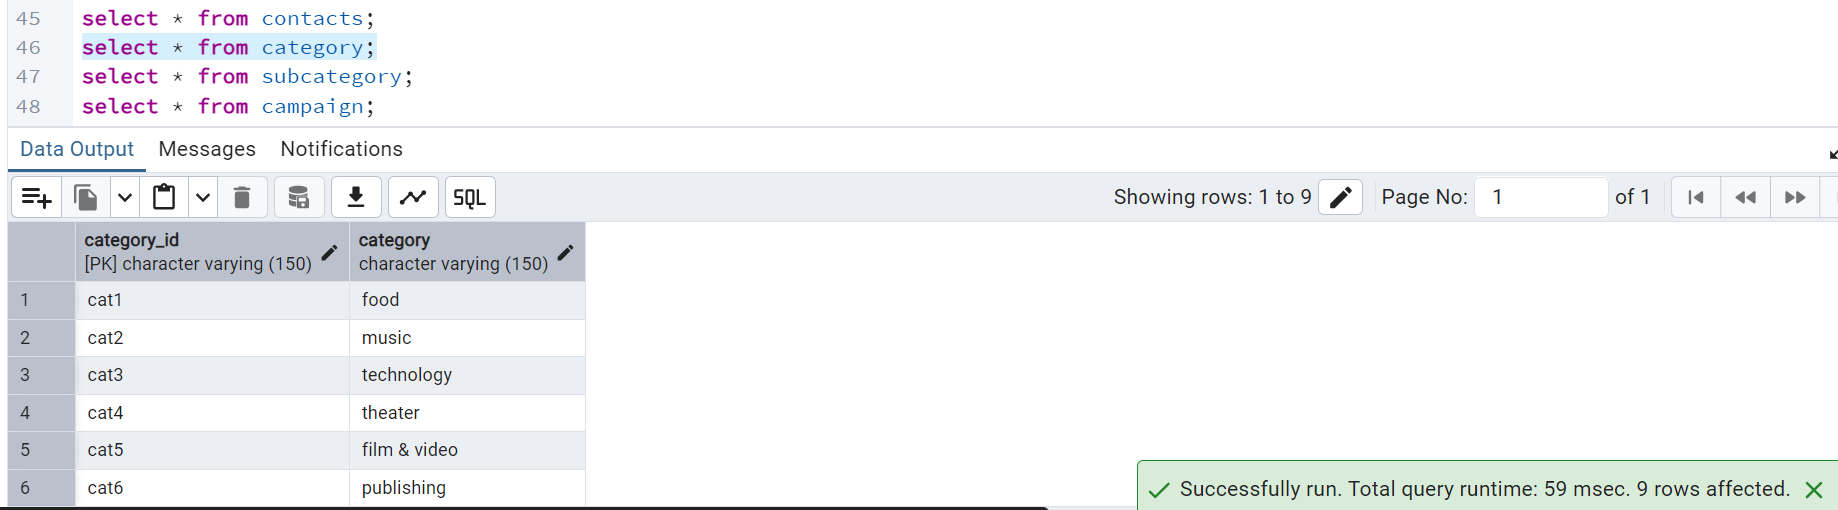 45 select * from contacts;
46 select * from category;
47 select * from subcategory;
48 select * from campaign;
Data Output Messages Notifications
SQL Showing rows: 1 to 9 Page No: 1 of 1
category_id category
[PK] character varying (150) character varying (150)
1 cat1 food
2 cat2 music
3 cat3 technology
4 cat4 theater
5 cat5 film & video
6 cat6 publishing
Successfully run. Total query runtime: 59 msec. 9 rows affected.